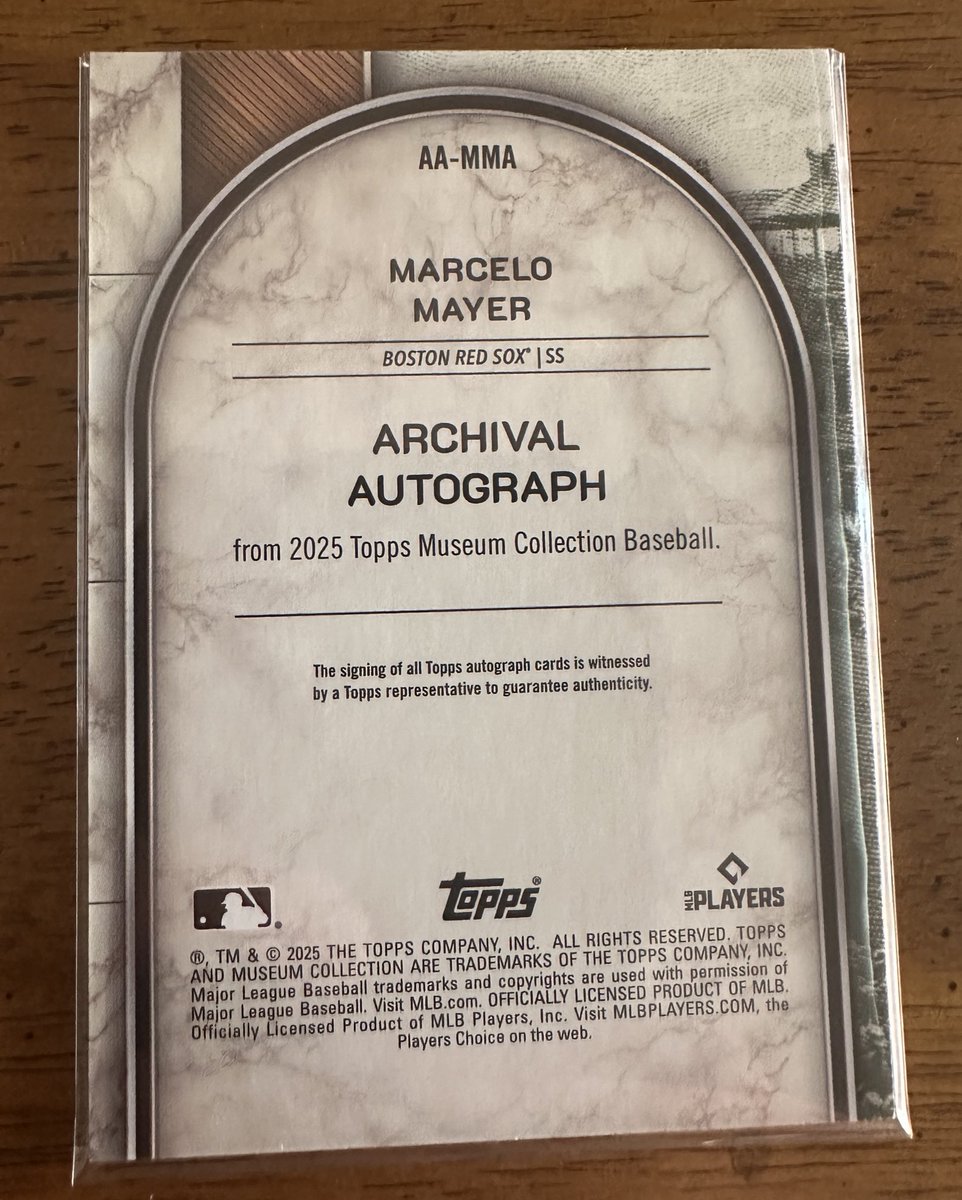 AA-MMA
MARCELO
MAYER
BOSTON RED SOX® | SS
ARCHIVAL
AUTOGRAPH
from 2025 Topps Museum Collection Baseball.
The signing of all Topps autograph cards is witnessed
by a Topps representative to guarantee authenticity.
®
topps®
MLB PLAYERS
®, TM & © 2025 THE TOPPS COMPANY, INC. ALL RIGHTS RESERVED. TOPPS
AND MUSEUM COLLECTION ARE TRADEMARKS OF THE TOPPS COMPANY, INC.
Major League Baseball trademarks and copyrights are used with permission of
Major League Baseball. Visit MLB.com. OFFICIALLY LICENSED PRODUCT OF MLB.
Officially Licensed Product of MLB Players, Inc. Visit MLBPLAYERS.COM, the
Players Choice on the web.